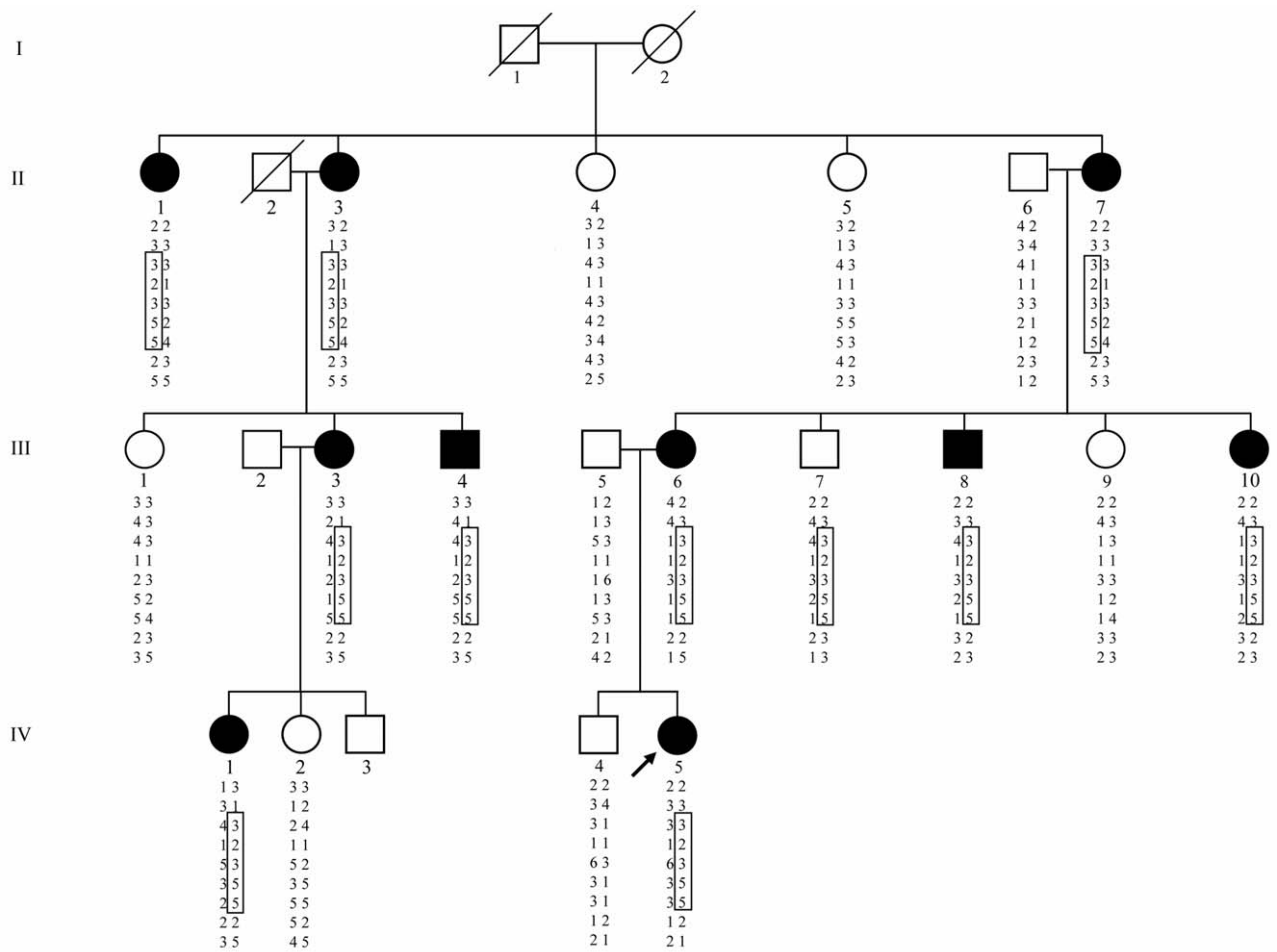 I
1 2
II
1 2 3 4 5 6 7
2 2 3 2 3 2 3 2 4 2 2 2
3 3 1 3 1 3 1 3 3 4 3 3
3 3 3 3 4 3 4 3 4 1 3 3
2 1 2 1 1 1 1 1 1 1 2 1
3 3 3 3 4 3 3 3 3 3 3 3
5 2 5 2 4 2 5 5 2 1 5 2
5 4 5 4 3 4 5 3 1 2 5 4
2 3 2 3 4 3 4 2 2 3 2 3
5 5 5 5 2 5 2 3 1 2 5 3
III
1 2 3 4 5 6 7 8 9 10
3 3 3 3 3 3 1 2 4 2 2 2 2 2 2 2 2 2
4 3 2 1 4 1 1 3 4 3 4 3 3 3 4 3 4 3
4 3 4 3 4 3 5 3 1 3 4 3 4 3 1 3 1 3
1 1 1 2 1 2 1 1 1 2 1 2 1 2 1 1 1 2
2 3 2 3 2 3 1 6 3 3 3 3 3 3 3 3 3 3
5 2 1 5 5 5 1 3 1 5 2 5 2 5 1 2 1 5
5 4 5 5 5 5 5 3 1 5 1 5 1 5 1 4 2 5
2 3 2 2 2 2 2 1 2 2 2 3 3 2 3 3 3 2
3 5 3 5 3 5 4 2 1 5 1 3 2 3 2 3 2 3
IV
1 2 3 4 5
1 3 3 3 2 2 2 2
3 1 1 2 3 4 3 3
4 3 2 4 3 1 3 3
1 2 1 1 1 1 1 2
5 3 5 2 6 3 6 3
3 5 3 5 3 1 3 5
2 5 5 5 3 1 3 5
2 2 5 2 1 2 1 2
3 5 4 5 2 1 2 1